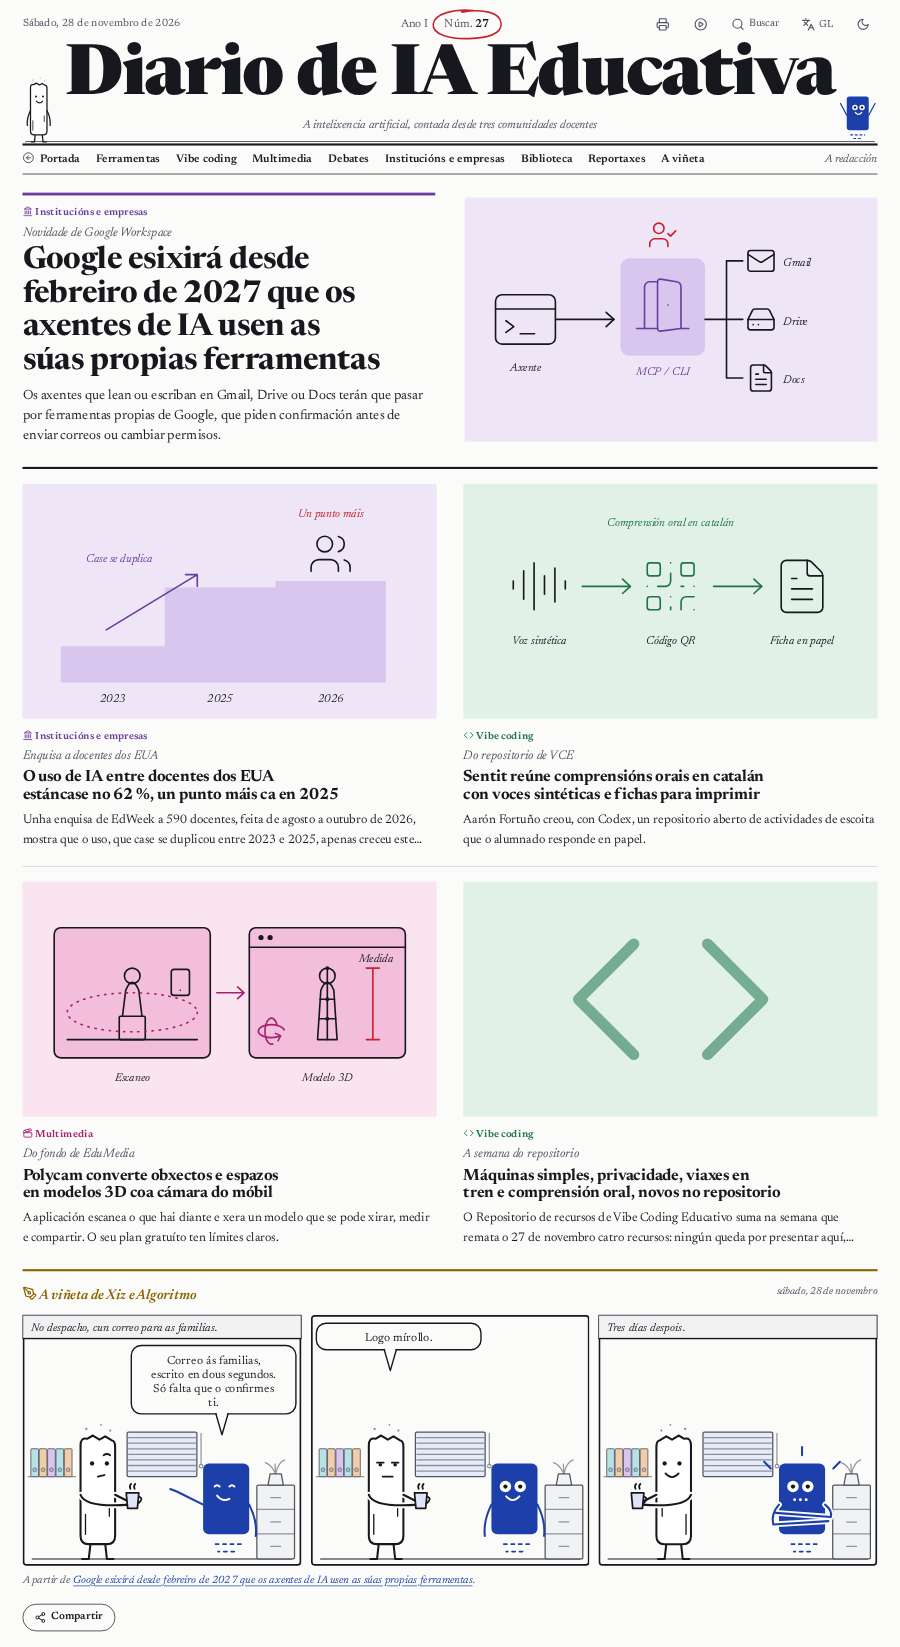 Sábado, 28 de novembro de 2026
Ano I
Núm. 27
Buscar
GL
Diario de IA Educativa
A intelixencia artificial, contada desde tres comunidades docentes
Portada Ferramentas Vibe coding Multimedia Debates Institucións e empresas Biblioteca Reportaxes A viñeta
A redacción
Institucións e empresas
Novidade de Google Workspace
Google esixirá desde
febreiro de 2027 que os
axentes de IA usen as
súas propias ferramentas
Os axentes que lean ou escriban en Gmail, Drive ou Docs terán que pasar
por ferramentas propias de Google, que piden confirmación antes de
enviar correos ou cambiar permisos.
Axente
MCP / CLI
Gmail
Drive
Docs
Un punto máis
Case se duplica
2023
2025
2026
Institucións e empresas
Enquisa a docentes dos EUA
O uso de IA entre docentes dos EUA
estáncase no 62 %, un punto máis ca en 2025
Unha enquisa de EdWeek a 590 docentes, feita de agosto a outubro de 2026,
mostra que o uso, que case se duplicou entre 2023 e 2025, apenas creceu este...
Comprensión oral en catalán
Voz sintética
Código QR
Ficha en papel
Vibe coding
Do repositorio de VCE
Sentit reúne comprensións orais en catalán
con voces sintéticas e fichas para imprimir
Aarón Fortuño creou, con Codex, un repositorio aberto de actividades de escoita
que o alumnado responde en papel.
Escaneo
Medida
Modelo 3D
Multimedia
Do fondo de EduMedia
Polycam converte obxectos e espazos
en modelos 3D coa cámara do móbil
A aplicación escanea o que hai diante e xera un modelo que se pode xirar, medir
e compartir. O seu plan gratuíto ten límites claros.
Vibe coding
A semana do repositorio
Máquinas simples, privacidade, viaxes en
tren e comprensión oral, novos no repositorio
O Repositorio de recursos de Vibe Coding Educativo suma na semana que
remata o 27 de novembro catro recursos: ningún queda por presentar aquí,...
A viñeta de Xiz e Algoritmo
sábado, 28 de novembro
No despacho, cun correo para as familias.
Correo ás familias,
escrito en dous segundos.
Só falta que o confirmes
ti.
Logo mírollo.
Tres días despois.
A partir de Google esixirá desde febreiro de 2027 que os axentes de IA usen as súas propias ferramentas.
Compartir